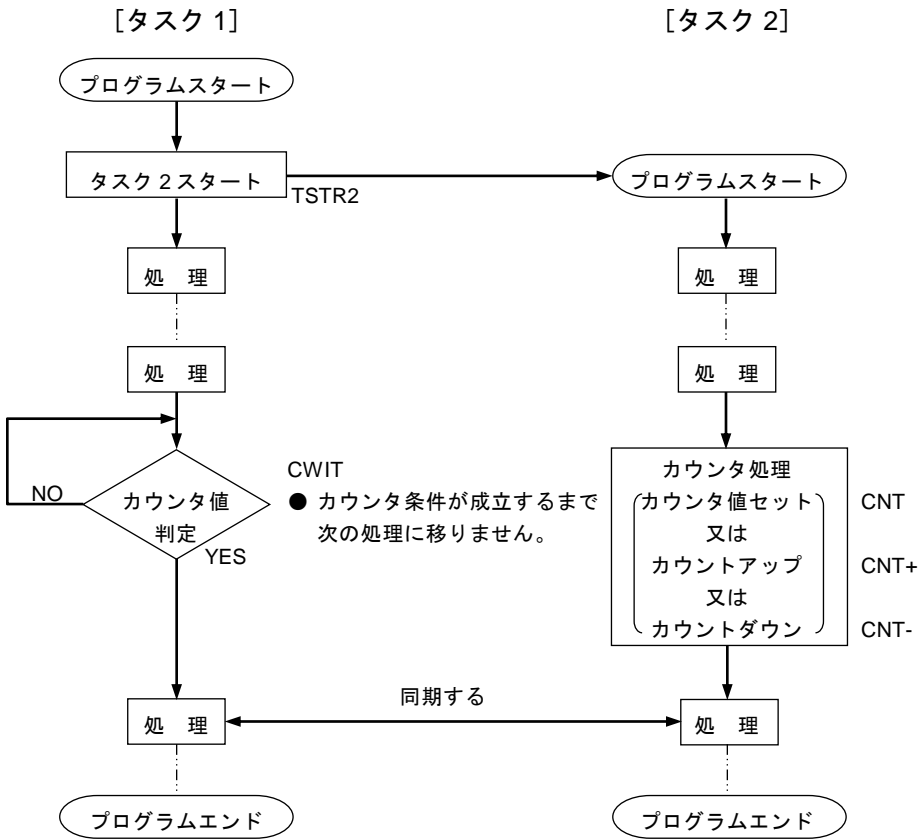 [タスク 1]
[タスク 2]
プログラムスタート
タスク 2 スタート
TSTR2
プログラムスタート
処 理
処 理
処 理
処 理
NO
カウンタ値
判定
YES
CWIT
● カウンタ条件が成立するまで
次の処理に移りません。
カウンタ処理
カウンタ値セット
CNT
又は
カウントアップ
CNT+
又は
カウントダウン
CNT-
同期する
処 理
処 理
プログラムエンド
プログラムエンド